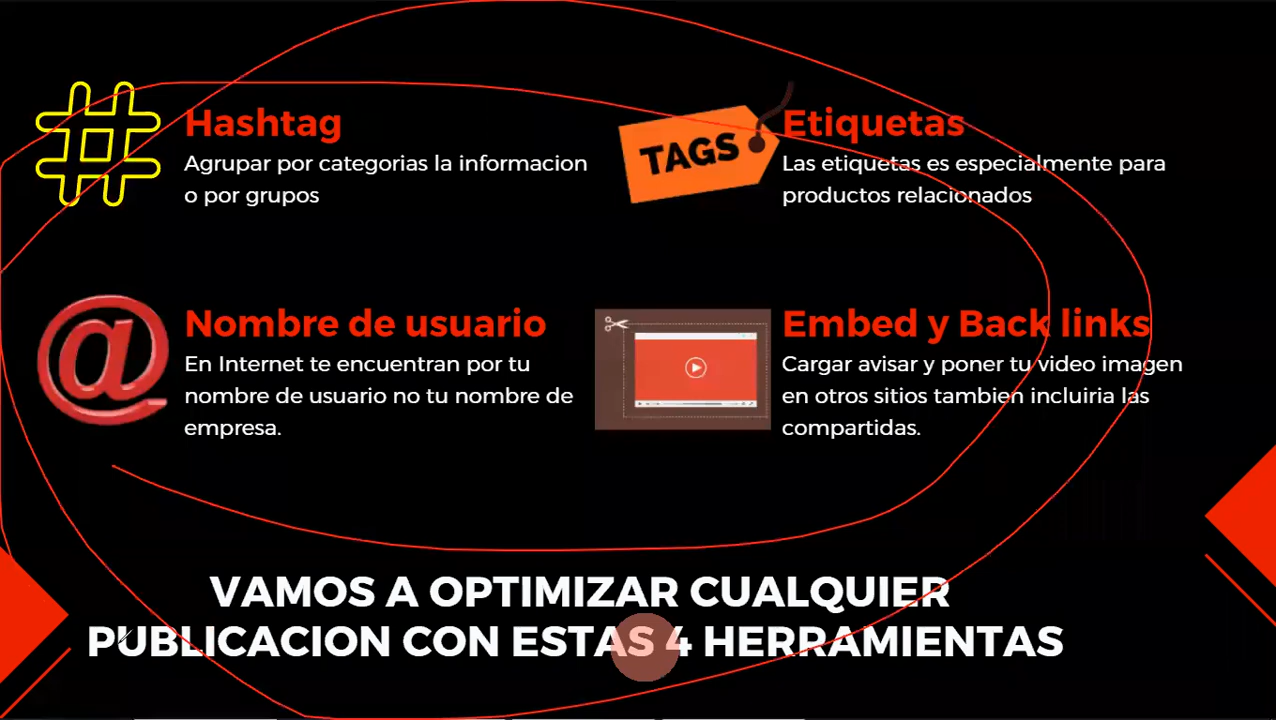 Hashtag
Agrupar por categorias la informacion
o por grupos
TAGS
Etiquetas
Las etiquetas es especialmente para
productos relacionados
@
Nombre de usuario
En Internet te encuentran por tu
nombre de usuario no tu nombre de
empresa.
Embed y Back links
Cargar avisar y poner tu video imagen
en otros sitios tambien incluiria las
compartidas.
VAMOS A OPTIMIZAR CUALQUIER
PUBLICACION CON ESTAS 4 HERRAMIENTAS